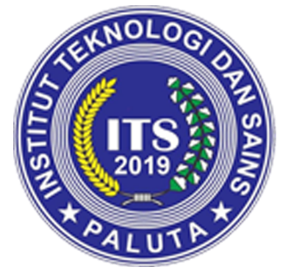 INSTITUT TEKNOLOGI DAN SAINS
ITS
2019
PALUTA